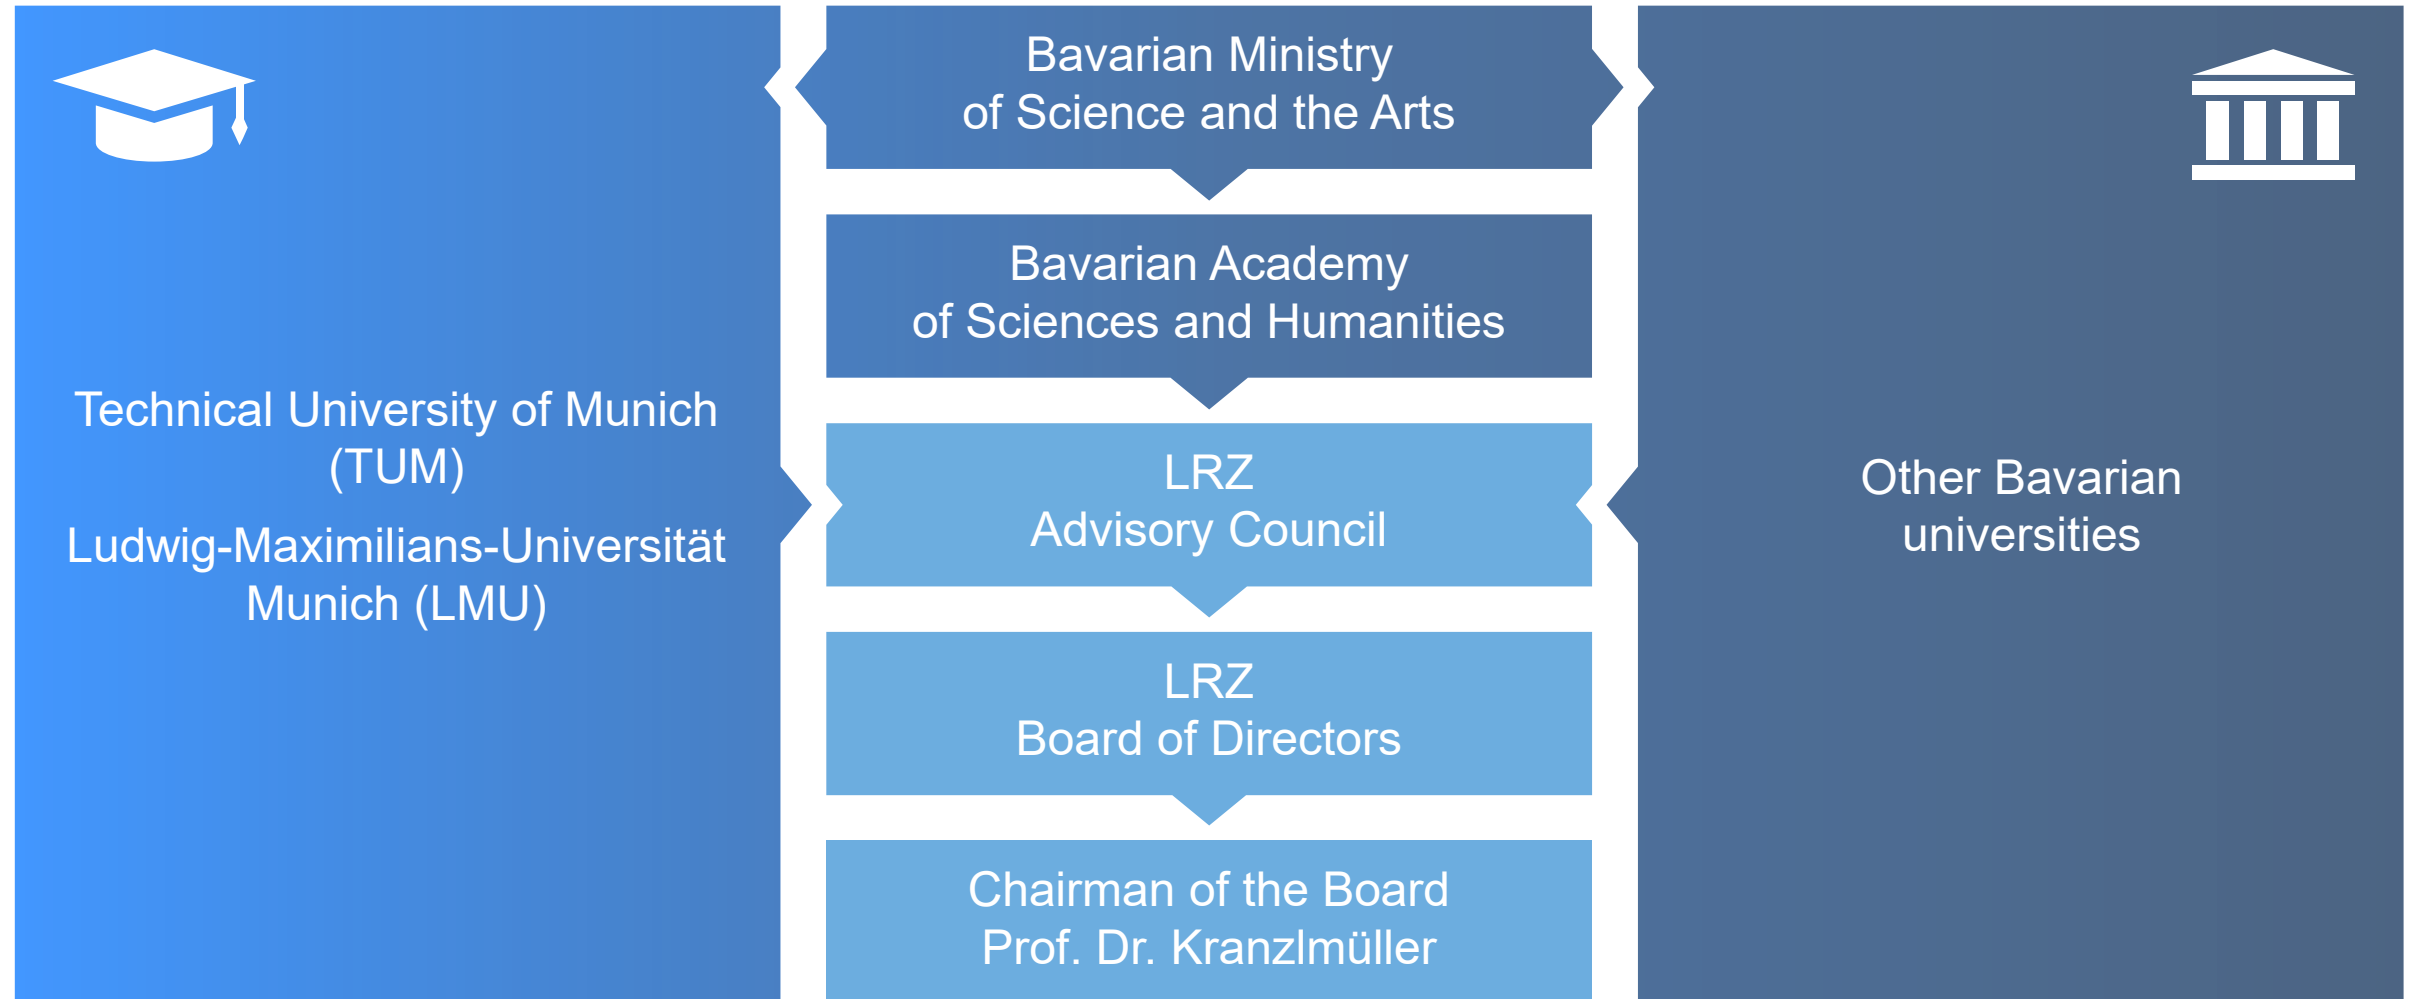 Technical University of Munich
(TUM)
Ludwig-Maximilians-Universität
Munich (LMU)
Bavarian Ministry
of Science and the Arts
Bavarian Academy
of Sciences and Humanities
LRZ
Advisory Council
LRZ
Board of Directors
Chairman of the Board
Prof. Dr. Kranzlmüller
Other Bavarian
universities